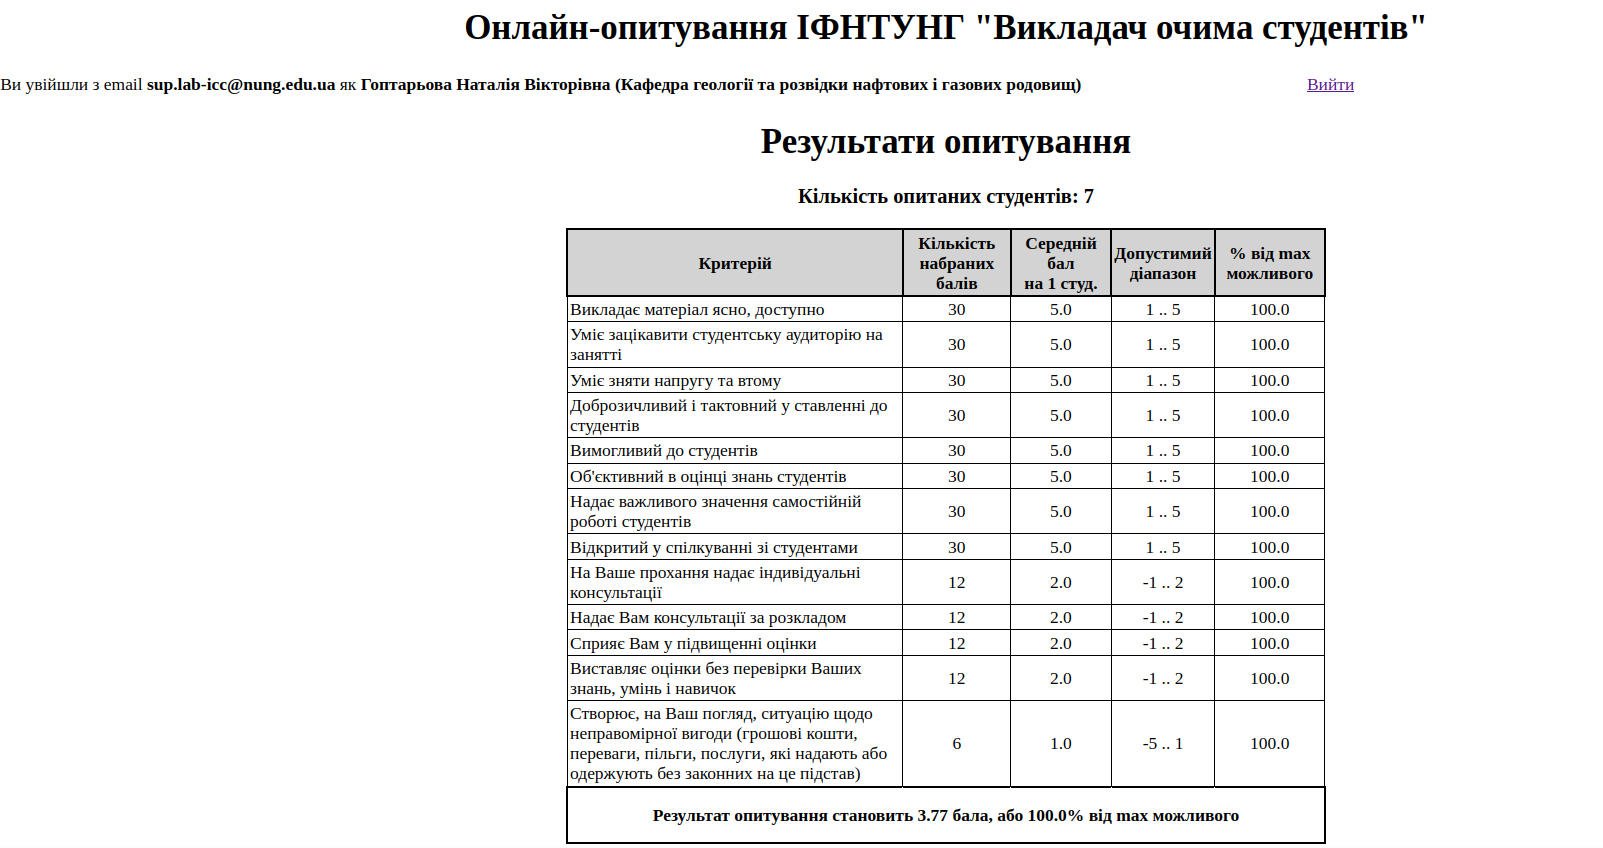 Онлайн-опитування ІФНТУНГ "Викладач очима студентів"
Ви увійшли з email sup.lab-icc@nung.edu.ua як Гоптарьова Наталія Вікторівна (Кафедра геології та розвідки нафтових і газових родовищ) Вийти
Результати опитування
Кількість опитаних студентів: 7
Критерій
Кількість
набраних
балів
Середній
бал
на 1 студ.
Допустимий
діапазон
% від max
можливого
Викладає матеріал ясно, доступно 30 5.0 1 .. 5 100.0
Уміє зацікавити студентську аудиторію на
занятті 30 5.0 1 .. 5 100.0
Уміє зняти напругу та втому 30 5.0 1 .. 5 100.0
Доброзичливий і тактовний у ставленні до
студентів 30 5.0 1 .. 5 100.0
Вимогливий до студентів 30 5.0 1 .. 5 100.0
Об'єктивний в оцінці знань студентів 30 5.0 1 .. 5 100.0
Надає важливого значення самостійній
роботі студентів 30 5.0 1 .. 5 100.0
Відкритий у спілкуванні зі студентами 30 5.0 1 .. 5 100.0
На Ваше прохання надає індивідуальні
консультації 12 2.0 -1 .. 2 100.0
Надає Вам консультації за розкладом 12 2.0 -1 .. 2 100.0
Сприяє Вам у підвищенні оцінки 12 2.0 -1 .. 2 100.0
Виставляє оцінки без перевірки Ваших
знань, умінь і навичок 12 2.0 -1 .. 2 100.0
Створює, на Ваш погляд, ситуацію щодо
неправомірної вигоди (грошові кошти,
переваги, пільги, послуги, які надають або
одержують без законних на це підстав) 6 1.0 -5 .. 1 100.0
Результат опитування становить 3.77 бала, або 100.0% від max можливого